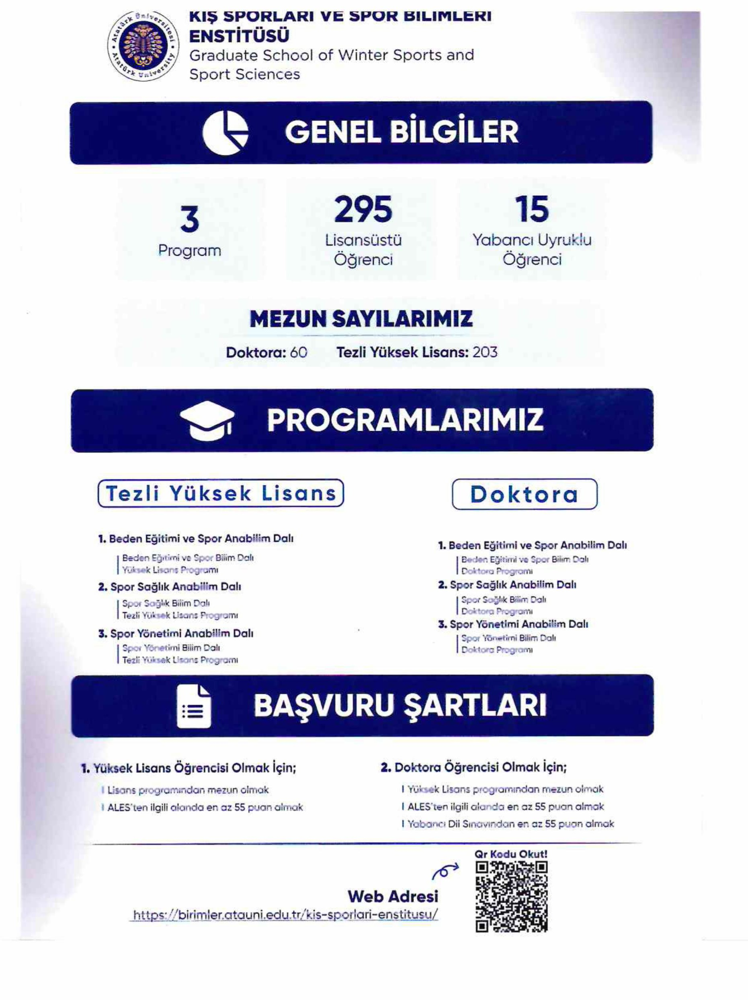 Atatürk Üniversitesi • Atatürk University •
KIŞ SPORLARI VE SPOR BİLİMLERİ
ENSTİTÜSÜ
Graduate School of Winter Sports and
Sport Sciences
GENEL BİLGİLER
3
Program
295
Lisansüstü
Öğrenci
15
Yabancı Uyruklu
Öğrenci
MEZUN SAYILARIMIZ
Doktora: 60 Tezli Yüksek Lisans: 203
PROGRAMLARIMIZ
Tezli Yüksek Lisans
1. Beden Eğitimi ve Spor Anabilim Dalı
Beden Eğitimi ve Spor Bilim Dalı
Yüksek Lisans Programı
2. Spor Sağlık Anabilim Dalı
Spor Sağlık Bilim Dalı
Tezli Yüksek Lisans Programı
3. Spor Yönetimi Anabilim Dalı
Spor Yönetimi Bilim Dalı
Tezli Yüksek Lisans Programı
Doktora
1. Beden Eğitimi ve Spor Anabilim Dalı
Beden Eğitimi ve Spor Bilim Dalı
Doktora Programı
2. Spor Sağlık Anabilim Dalı
Spor Sağlık Bilim Dalı
Doktora Programı
3. Spor Yönetimi Anabilim Dalı
Spor Yönetimi Bilim Dalı
Doktora Programı
BAŞVURU ŞARTLARI
1. Yüksek Lisans Öğrencisi Olmak İçin;
| Lisans programından mezun olmak
| ALES'ten ilgili alanda en az 55 puan almak
2. Doktora Öğrencisi Olmak İçin;
| Yüksek Lisans programından mezun olmak
| ALES'ten ilgili alanda en az 55 puan almak
| Yabancı Dil Sınavından en az 55 puan almak
Qr Kodu Okut!
Web Adresi
https://birimler.atauni.edu.tr/kis-sporlari-enstitusu/